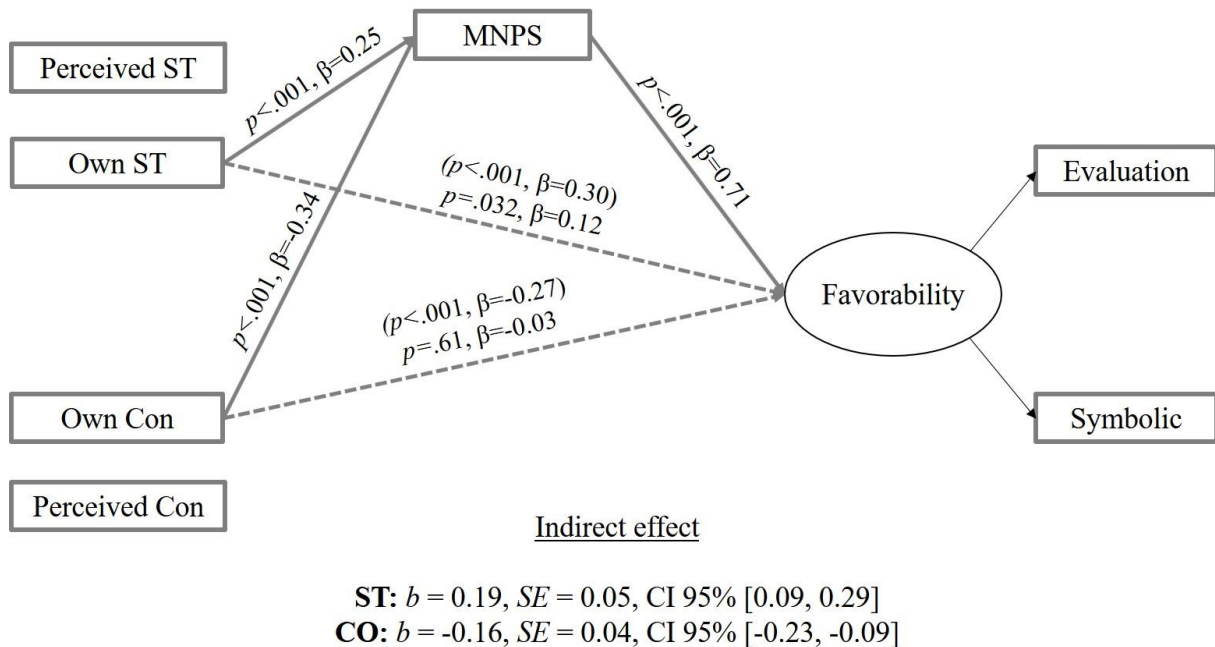 MNPS
Perceived ST
Own ST
p<.001, β=0.25
p<.001, β=-0.34
p<.001, β=0.71
(p<.001, β=0.30)
p=.032, β=0.12
Evaluation
Favorability
(p<.001, β=-0.27)
p=.61, β=-0.03
Own Con
Symbolic
Perceived Con
Indirect effect
ST: b = 0.19, SE = 0.05, CI 95% [0.09, 0.29]
CO: b = -0.16, SE = 0.04, CI 95% [-0.23, -0.09]